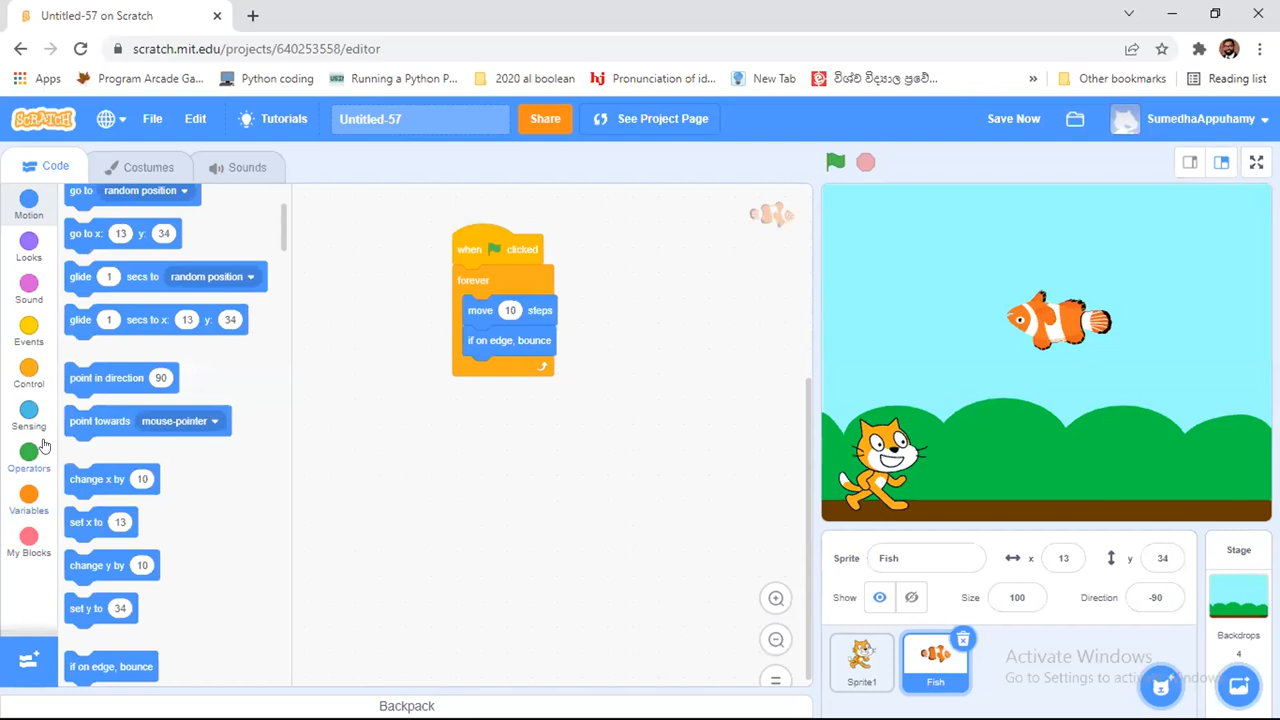 Untitled-57 on Scratch
scratch.mit.edu/projects/640253558/editor
Apps Program Arcade Ga... Python coding Running a Python P... 2020 al boolean Pronunciation of id... New Tab විශ්ව විද්‍යාල ප්‍රවේ... » Other bookmarks Reading list
SCRATCH File Edit Tutorials Untitled-57 Share See Project Page Save Now SumedhaAppuhamy
Code Costumes Sounds
Motion
Looks
Sound
Events
Control
Sensing
Operators
Variables
My Blocks
go to random position
go to x: 13 y: 34
glide 1 secs to random position
glide 1 secs to x: 13 y: 34
point in direction 90
point towards mouse-pointer
change x by 10
set x to 13
change y by 10
set y to 34
if on edge, bounce
when clicked
forever
move 10 steps
if on edge, bounce
Sprite Fish x 13 y 34
Show Size 100 Direction -90
Sprite1
Fish
Stage
Backdrops
4
Activate Windows
Go to Settings to activ
Backpack